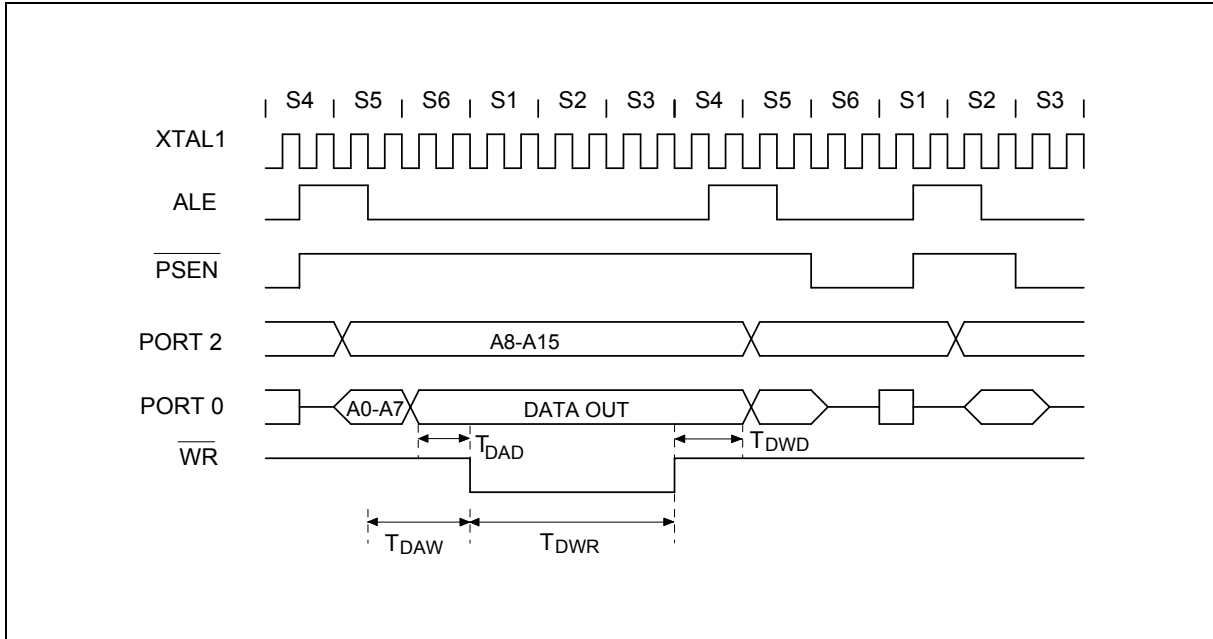 S4 S5 S6 S1 S2 S3 S4 S5 S6 S1 S2 S3
XTAL1
ALE
PSEN
PORT 2 A8-A15
PORT 0 A0-A7 DATA OUT
TDAD TDWD
WR
TDAW TDWR